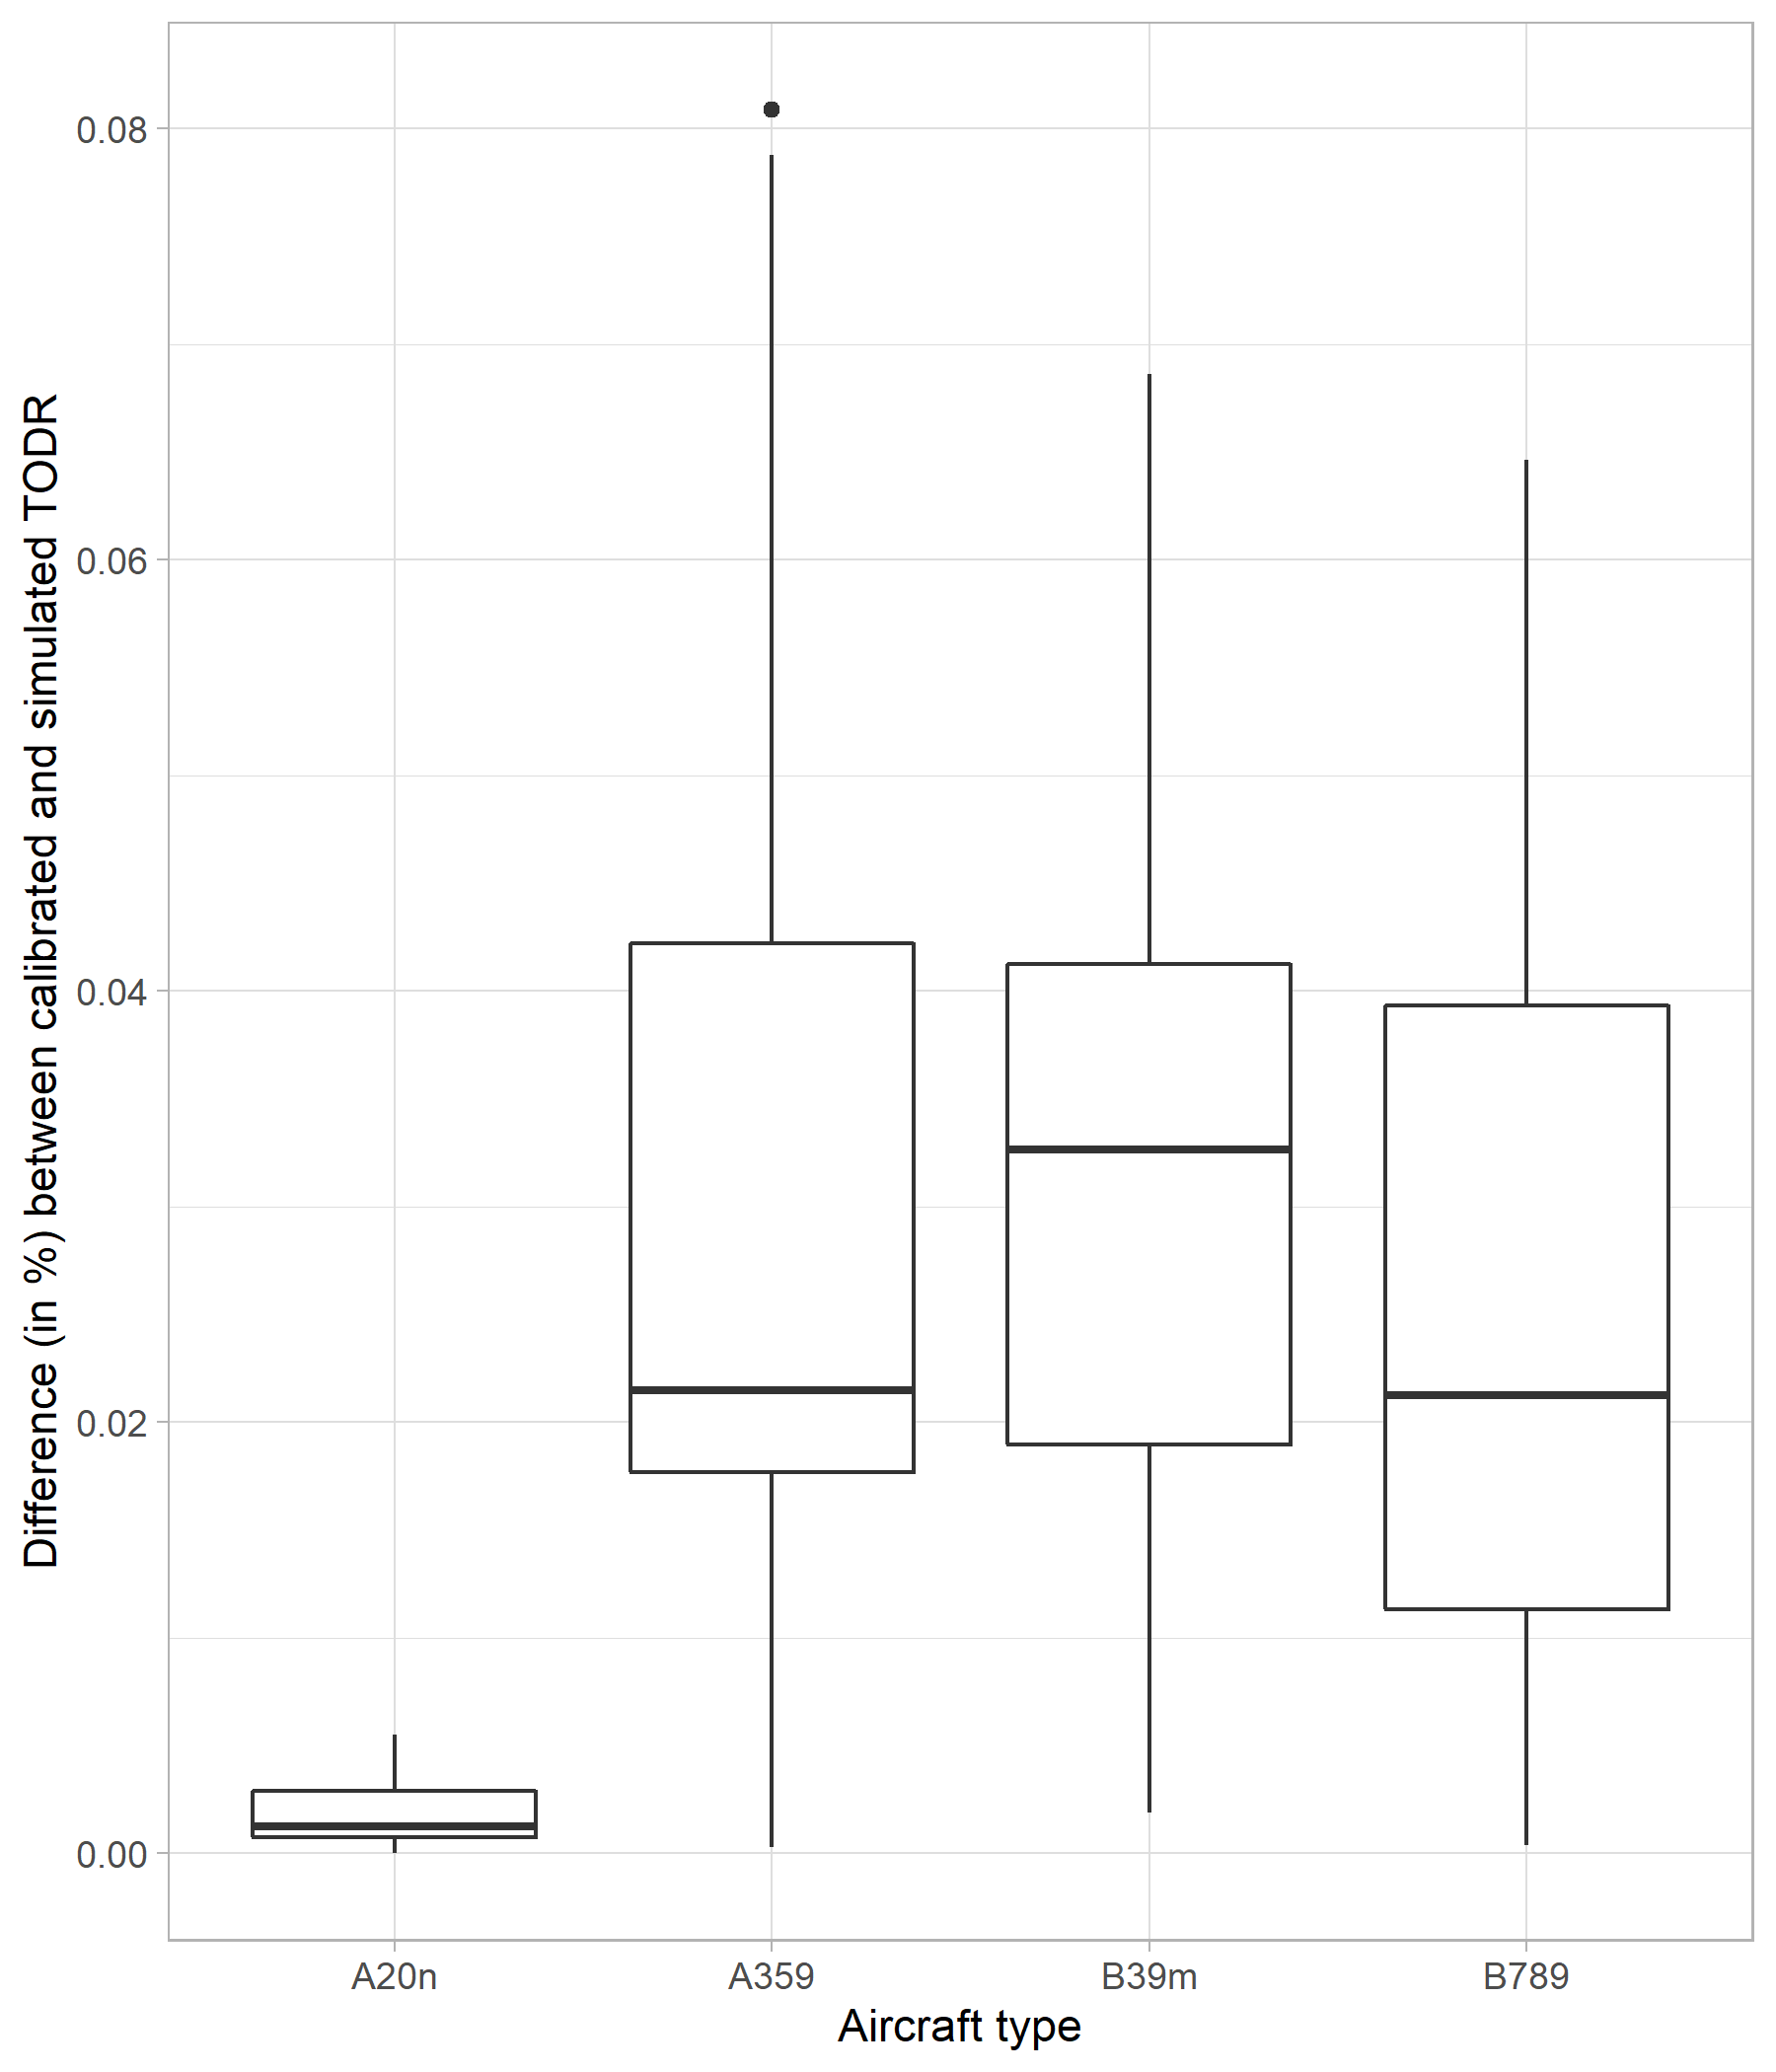 Difference (in %) between calibrated and simulated TODR
0.08
0.06
0.04
0.02
0.00
A20n A359 B39m B789
Aircraft type